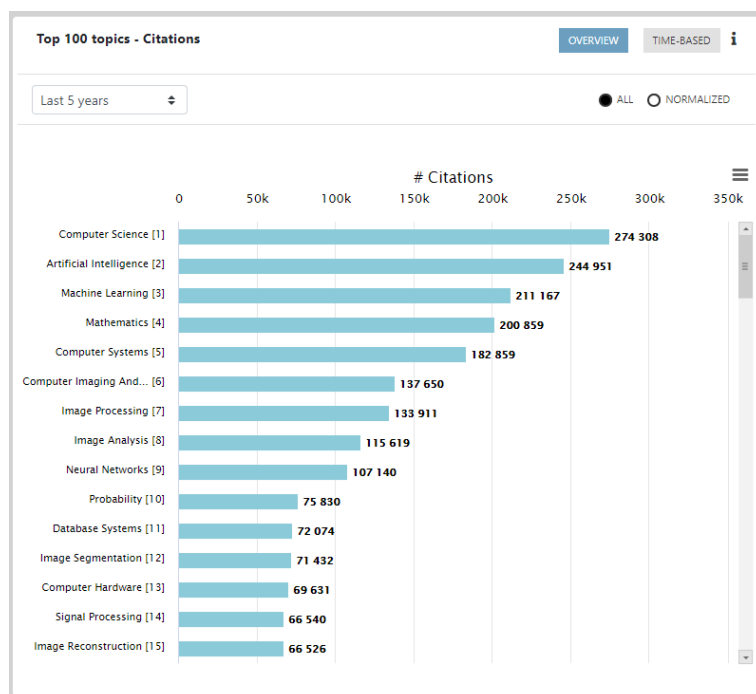 Top 100 topics - Citations
OVERVIEW
TIME-BASED
i
Last 5 years
ALL
NORMALIZED
# Citations
0 50k 100k 150k 200k 250k 300k 350k
Computer Science [1] 274 308
Artificial Intelligence [2] 244 951
Machine Learning [3] 211 167
Mathematics [4] 200 859
Computer Systems [5] 182 859
Computer Imaging And... [6] 137 650
Image Processing [7] 133 911
Image Analysis [8] 115 619
Neural Networks [9] 107 140
Probability [10] 75 830
Database Systems [11] 72 074
Image Segmentation [12] 71 432
Computer Hardware [13] 69 631
Signal Processing [14] 66 540
Image Reconstruction [15] 66 526